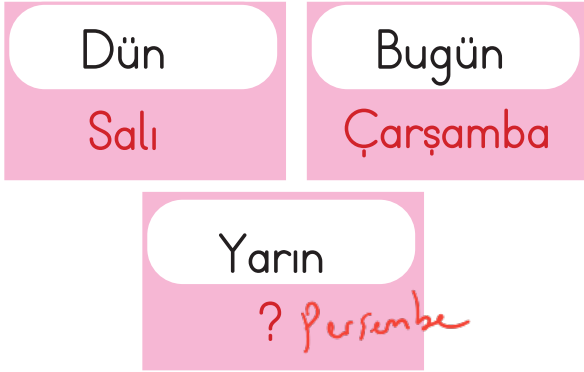 Dün
Salı
Bugün
Çarşamba
Yarın
? Perşembe